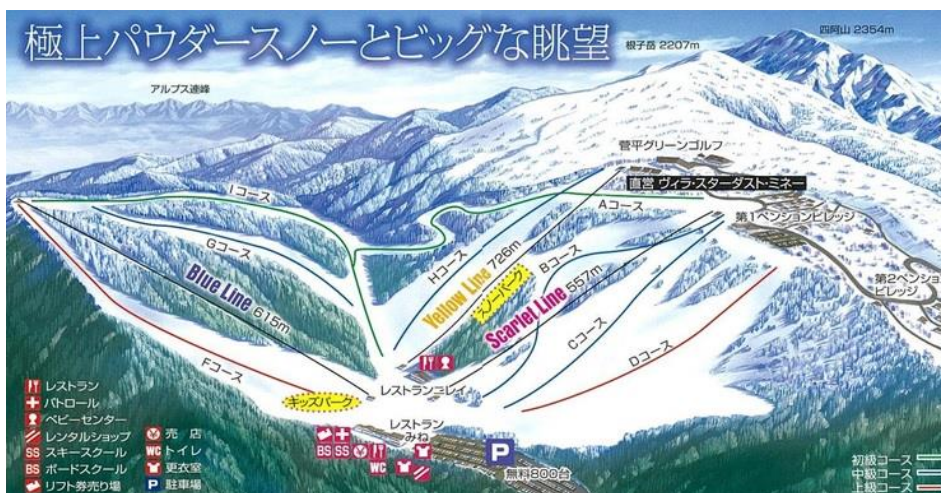 極上パウダースノーとビッグな眺望
根子岳 2207m
四阿山 2354m
アルプス連峰
菅平グリーンゴルフ
直営 ヴィラ・スターダスト・ミネー
第1ペンションビレッジ
第2ペンション
ビレッジ
Iコース
Aコース
Gコース
Hコース
Bコース
Blue Line 615m
Yellow Line 726m
スノーパーク
Scarlet Line 557m
Cコース
Dコース
Fコース
キッズパーク
レストランニレイ
レストラン
みね
BS SS
WC
P
無料800台
レストラン
パトロール
ベビーセンター
レンタルショップ
SS スキースクール
BS ボードスクール
リフト券売り場
売店
WC トイレ
更衣室
P 駐車場
初級コース
中級コース
上級コース